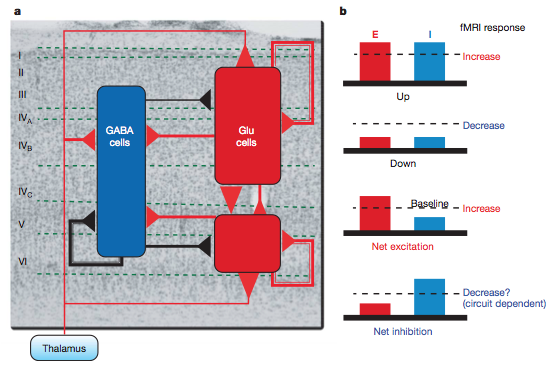 a
I
II
III
IVA
IVB
IVC
V
VI
GABA
cells
Glu
cells
Thalamus
b
E I fMRI response
Increase
Up
Decrease
Down
Baseline
Increase
Net excitation
Decrease?
(circuit dependent)
Net inhibition